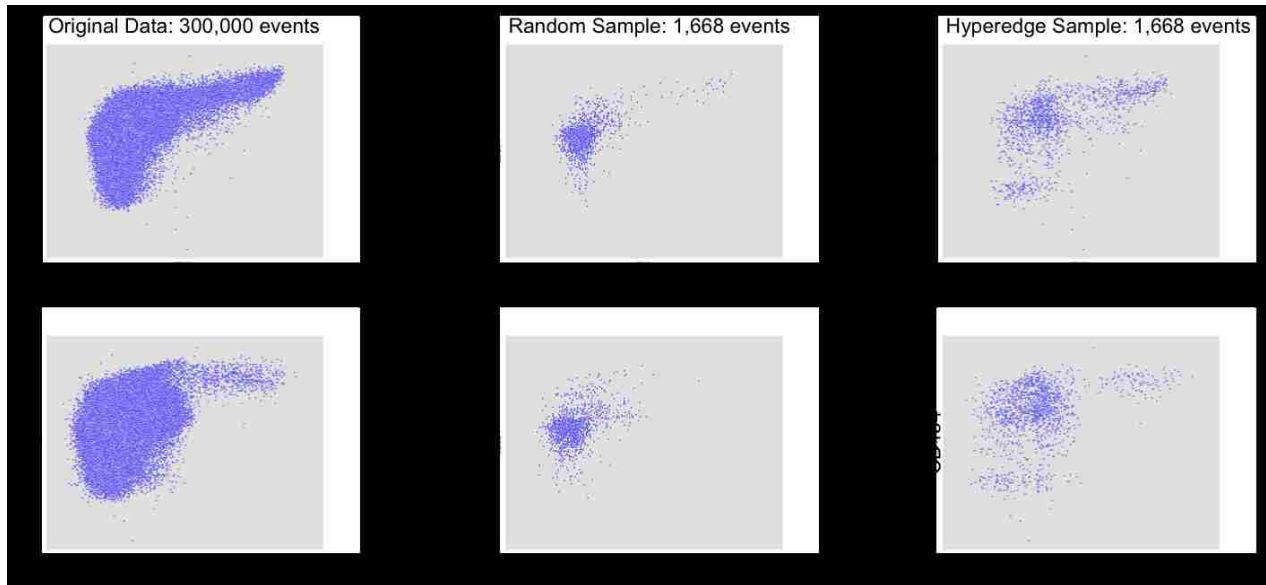 Original Data: 300,000 events
Random Sample: 1,668 events
Hyperedge Sample: 1,668 events